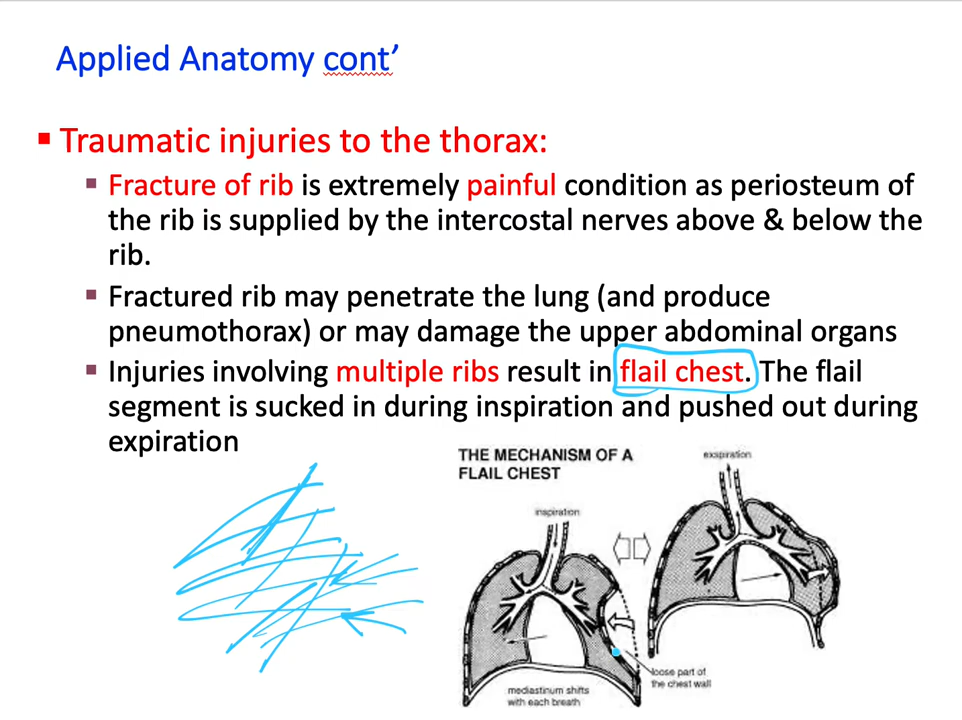 Applied Anatomy cont’
▪ Traumatic injuries to the thorax:
▪ Fracture of rib is extremely painful condition as periosteum of
the rib is supplied by the intercostal nerves above & below the
rib.
▪ Fractured rib may penetrate the lung (and produce
pneumothorax) or may damage the upper abdominal organs
▪ Injuries involving multiple ribs result in flail chest. The flail
segment is sucked in during inspiration and pushed out during
expiration
THE MECHANISM OF A
FLAIL CHEST
exspiration
inspiration
loose part of
the chest wall
mediastinum shifts
with each breath